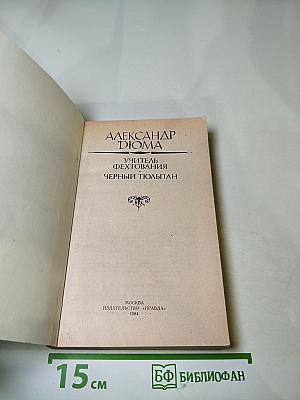 АЛЕКСАНДР
ДЮМА
УЧИТЕЛЬ
ФЕХТОВАНИЯ
ЧЕРНЫЙ ТЮЛЬПАН
МОСКВА
ИЗДАТЕЛЬСТВО «ПРАВДА»
1984
15 см
БФ БИБЛИОФАН